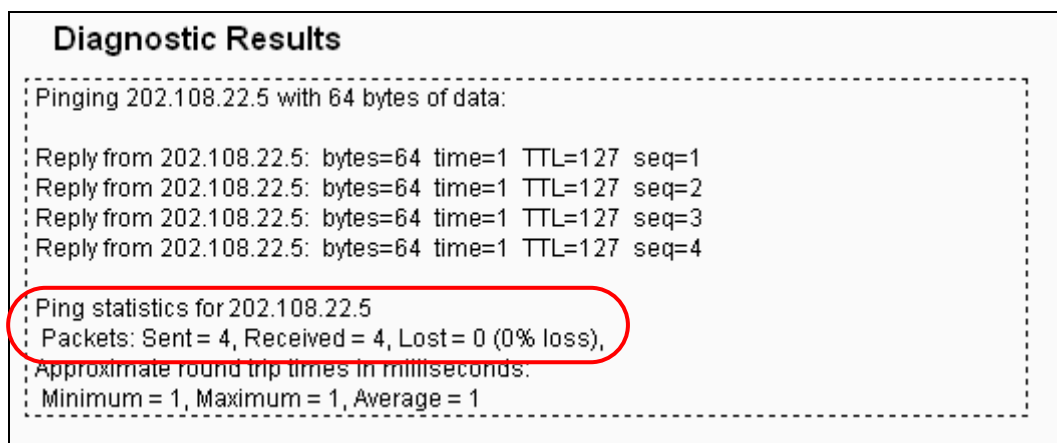 Diagnostic Results
Pinging 202.108.22.5 with 64 bytes of data:
Reply from 202.108.22.5: bytes=64 time=1 TTL=127 seq=1
Reply from 202.108.22.5: bytes=64 time=1 TTL=127 seq=2
Reply from 202.108.22.5: bytes=64 time=1 TTL=127 seq=3
Reply from 202.108.22.5: bytes=64 time=1 TTL=127 seq=4
Ping statistics for 202.108.22.5
Packets: Sent = 4, Received = 4, Lost = 0 (0% loss),
Approximate round trip times in milliseconds:
Minimum = 1, Maximum = 1, Average = 1